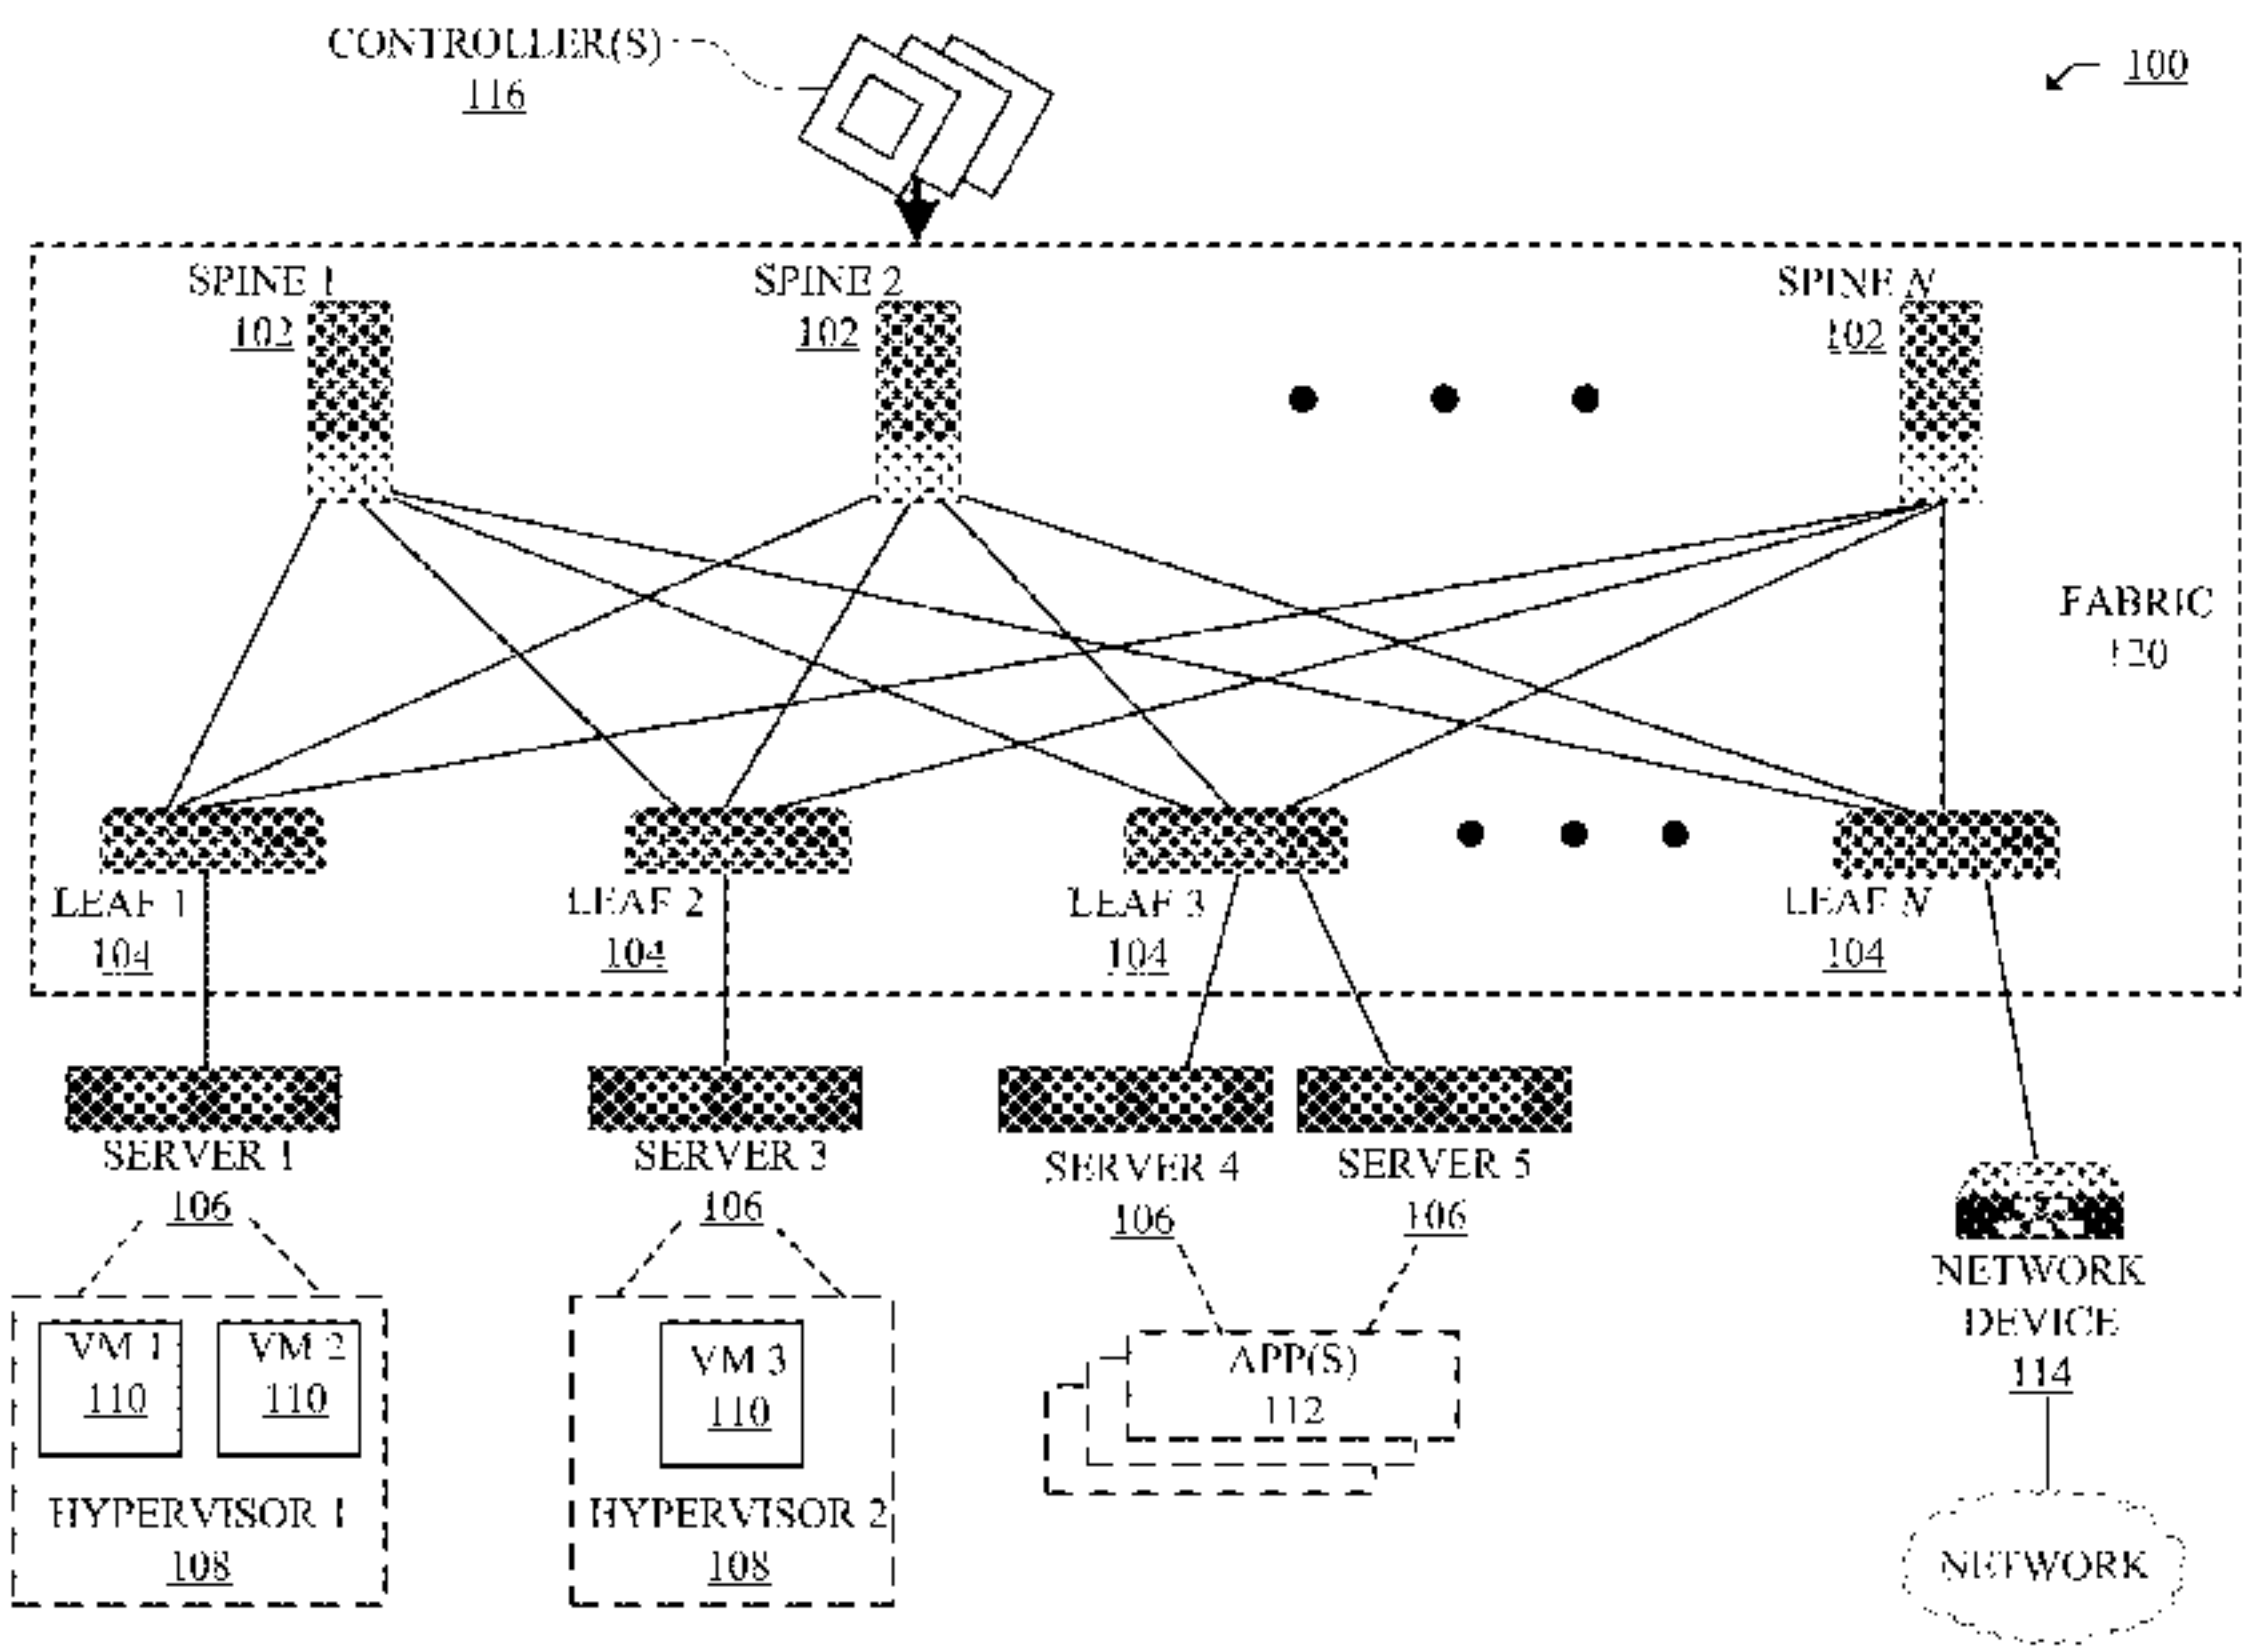 CONTROLLER(S)
116
100
SPINE 1
102
SPINE 2
102
SPINE N
102
FABRIC
120
LEAF 1
104
LEAF 2
104
LEAF 3
104
LEAF N
104
SERVER 1
106
SERVER 3
106
SERVER 4
106
SERVER 5
106
NETWORK
DEVICE
114
VM 1
110
VM 2
110
HYPERVISOR 1
108
VM 3
110
HYPERVISOR 2
108
APP(S)
112
NETWORK